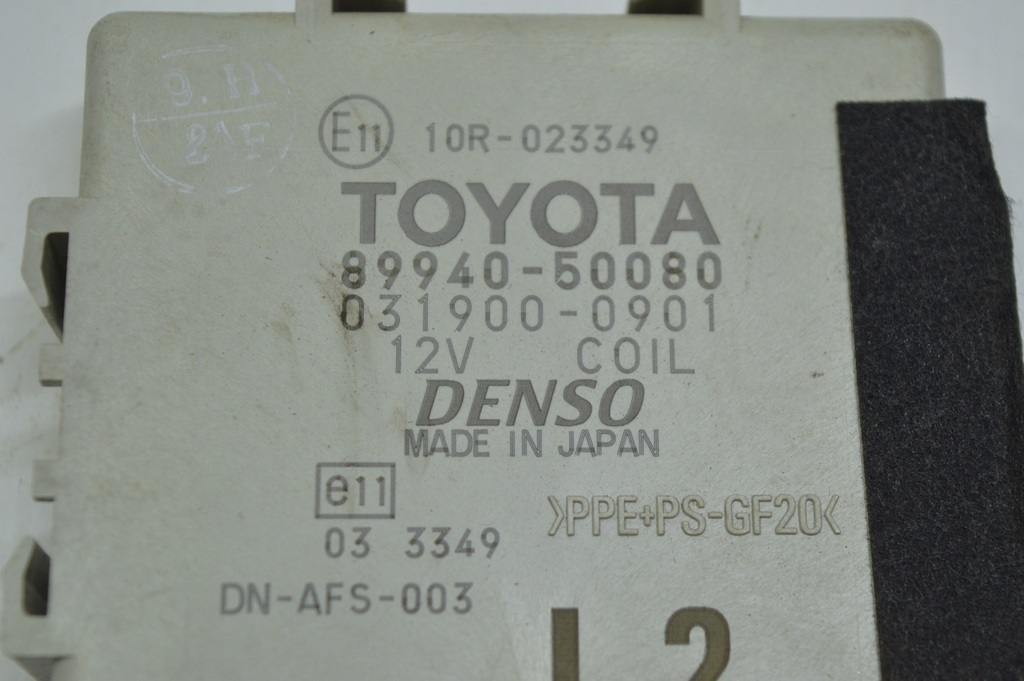 9. H
21F
E11 10R-023349
TOYOTA
89940-50080
031900-0901
12V COIL
DENSO
MADE IN JAPAN
e11
>PPE+PS-GF20<
03 3349
DN-AFS-003
L2